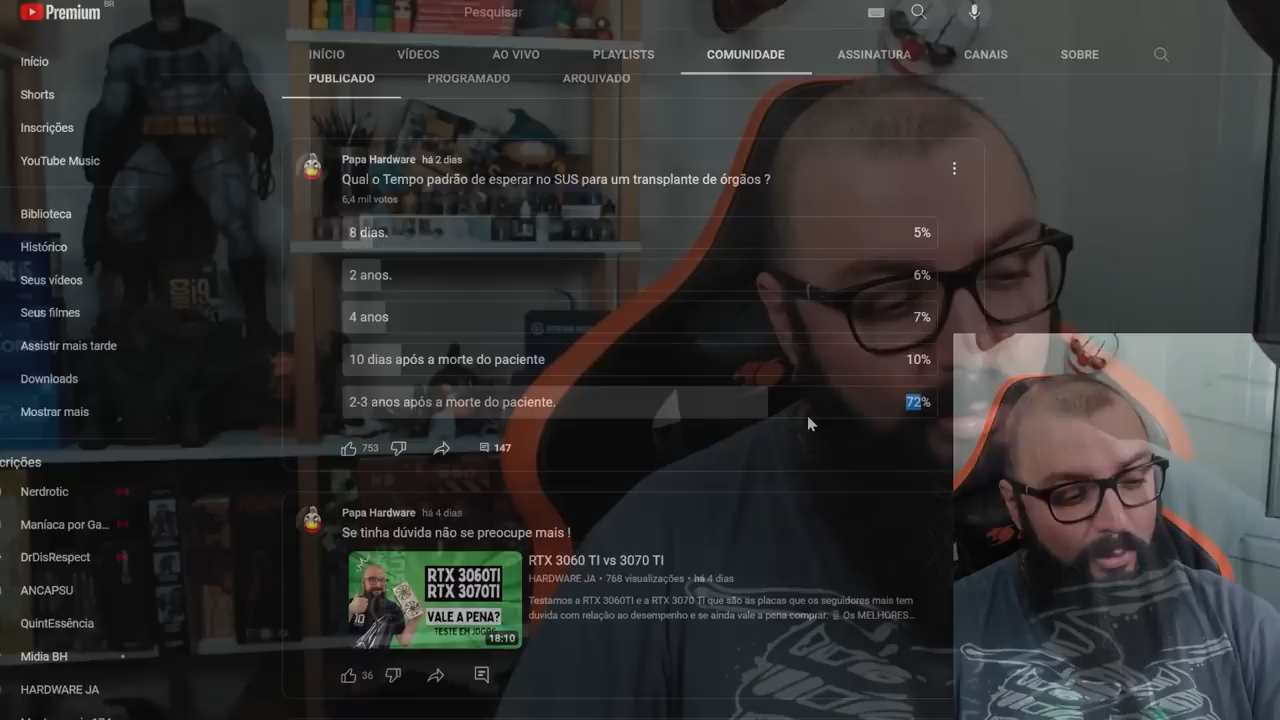 Premium BR
Pesquisar
Início
Shorts
Inscrições
YouTube Music
Biblioteca
Histórico
Seus vídeos
Seus filmes
Assistir mais tarde
Downloads
Mostrar mais
crições
Nerdrotic
Maníaca por Ga...
DrDisRespect
ANCAPSU
QuintEssência
Midia BH
HARDWARE JA
INÍCIO VÍDEOS AO VIVO PLAYLISTS COMUNIDADE ASSINATURA CANAIS SOBRE
PUBLICADO PROGRAMADO ARQUIVADO
Papa Hardware há 2 dias
Qual o Tempo padrão de esperar no SUS para um transplante de órgãos ?
6,4 mil votos
8 dias. 5%
2 anos. 6%
4 anos 7%
10 dias após a morte do paciente 10%
2-3 anos após a morte do paciente. 72%
753 147
Papa Hardware há 4 dias
Se tinha dúvida não se preocupe mais !
RTX 3060TI
RTX 3070TI
VALE A PENA?
TESTE EM JOGOS
18:10
RTX 3060 TI vs 3070 TI
HARDWARE JA • 768 visualizações • há 4 dias
Testamos a RTX 3060TI e a RTX 3070 Ti que são as placas que os seguidores mais tem
duvida com relação ao desempenho e se ainda vale a pena comprar. Os MELHORES...
36